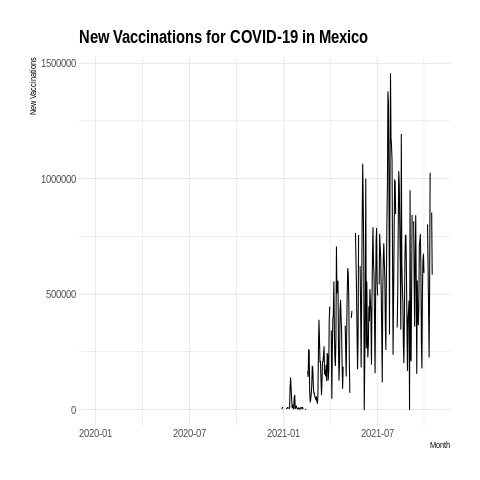 New Vaccinations for COVID-19 in Mexico
New Vaccinations
1500000
1000000
500000
0
2020-01 2020-07 2021-01 2021-07
Month